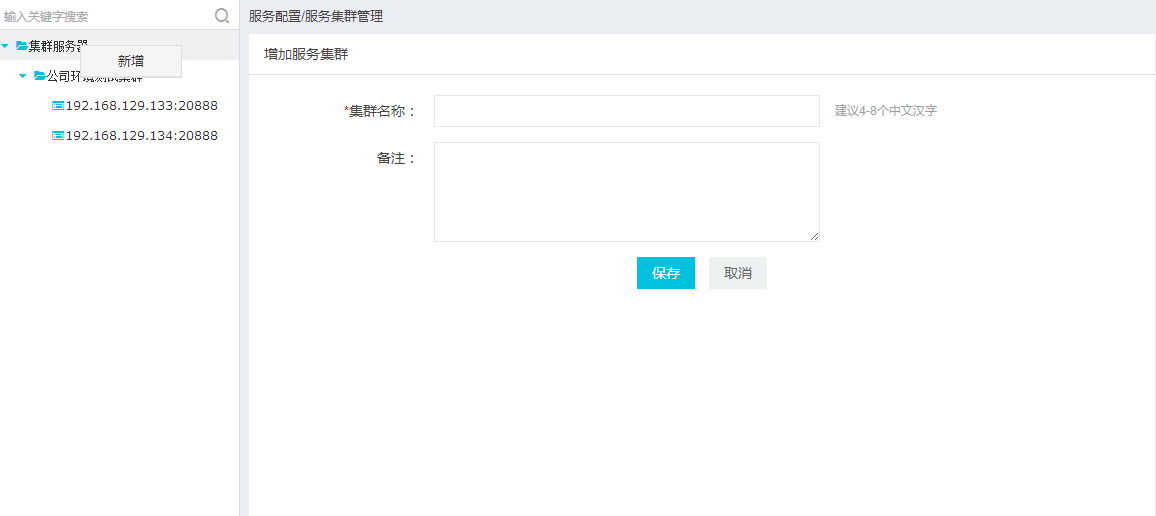 输入关键字搜索
集群服务器
新增
公司环境测试集群
192.168.129.133:20888
192.168.129.134:20888
服务配置/服务集群管理
增加服务集群
*集群名称：
建议4-8个中文汉字
备注：
保存
取消